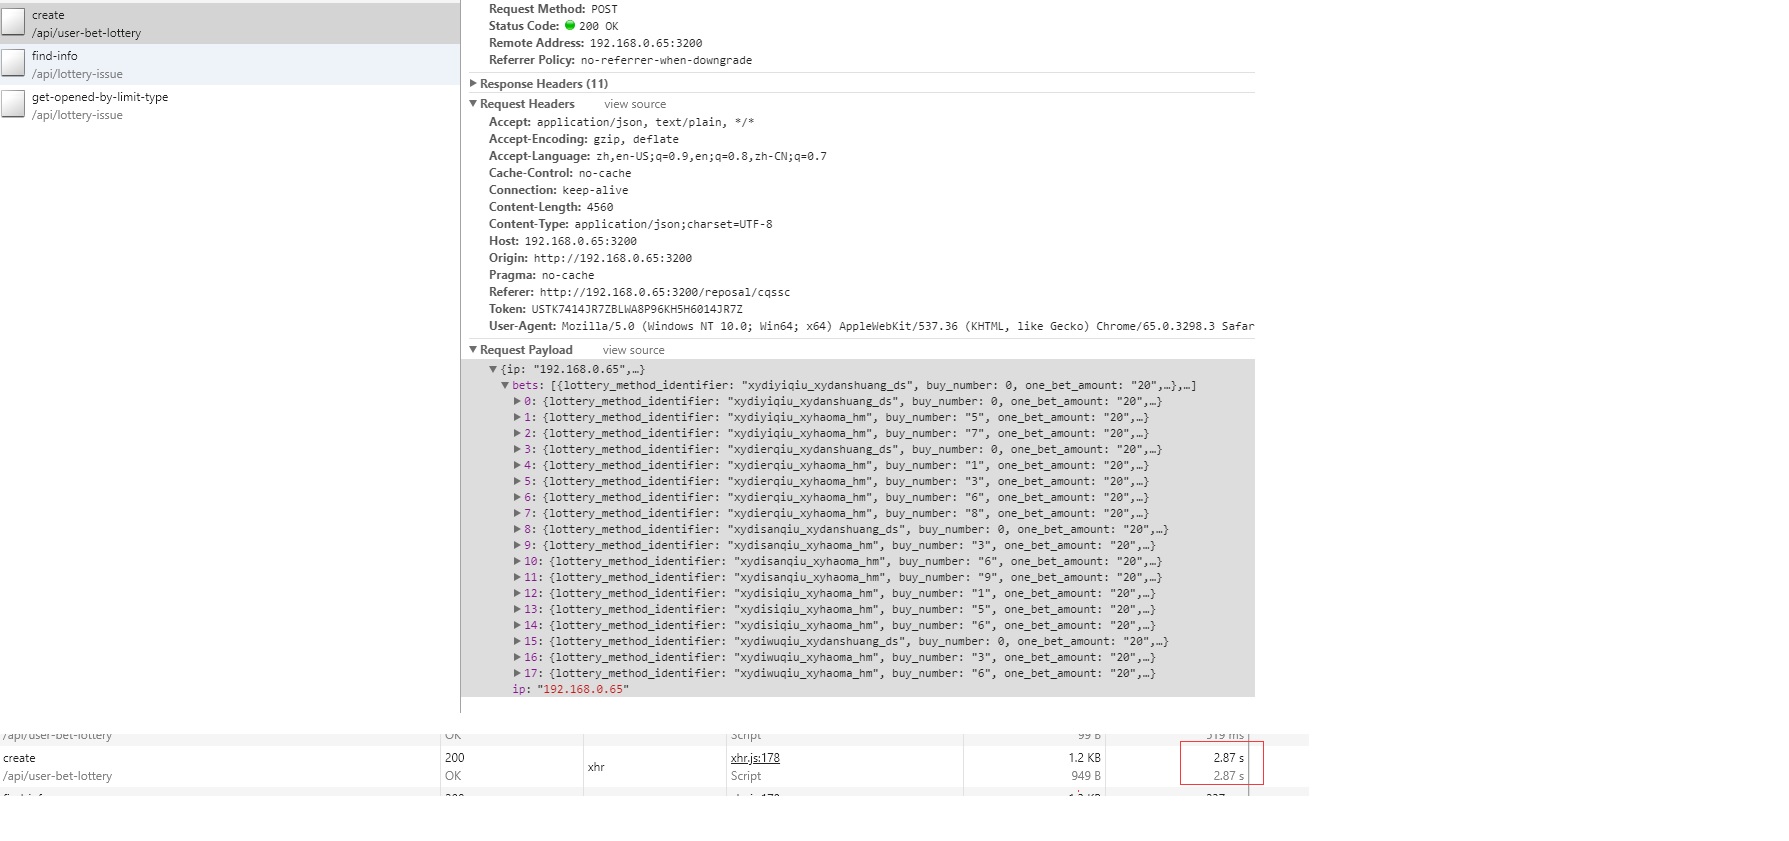 create
/api/user-bet-lottery
find-info
/api/lottery-issue
get-opened-by-limit-type
/api/lottery-issue
Request Method: POST
Status Code: 200 OK
Remote Address: 192.168.0.65:3200
Referrer Policy: no-referrer-when-downgrade
Response Headers (11)
Request Headers view source
Accept: application/json, text/plain, */*
Accept-Encoding: gzip, deflate
Accept-Language: zh,en-US;q=0.9,en;q=0.8,zh-CN;q=0.7
Cache-Control: no-cache
Connection: keep-alive
Content-Length: 4560
Content-Type: application/json;charset=UTF-8
Host: 192.168.0.65:3200
Origin: http://192.168.0.65:3200
Pragma: no-cache
Referer: http://192.168.0.65:3200/reposal/cqssc
Token: USTK7414JR7ZBLWA8P96KH5H6014JR7Z
User-Agent: Mozilla/5.0 (Windows NT 10.0; Win64; x64) AppleWebKit/537.36 (KHTML, like Gecko) Chrome/65.0.3298.3 Safar
Request Payload view source
{ip: "192.168.0.65",…}
bets: [{lottery_method_identifier: "xydiyiqiu_xydanshuang_ds", buy_number: 0, one_bet_amount: "20",…},…]
0: {lottery_method_identifier: "xydiyiqiu_xydanshuang_ds", buy_number: 0, one_bet_amount: "20",…}
1: {lottery_method_identifier: "xydiyiqiu_xyhaoma_hm", buy_number: "5", one_bet_amount: "20",…}
2: {lottery_method_identifier: "xydiyiqiu_xyhaoma_hm", buy_number: "7", one_bet_amount: "20",…}
3: {lottery_method_identifier: "xydierqiu_xydanshuang_ds", buy_number: 0, one_bet_amount: "20",…}
4: {lottery_method_identifier: "xydierqiu_xyhaoma_hm", buy_number: "1", one_bet_amount: "20",…}
5: {lottery_method_identifier: "xydierqiu_xyhaoma_hm", buy_number: "3", one_bet_amount: "20",…}
6: {lottery_method_identifier: "xydierqiu_xyhaoma_hm", buy_number: "6", one_bet_amount: "20",…}
7: {lottery_method_identifier: "xydierqiu_xyhaoma_hm", buy_number: "8", one_bet_amount: "20",…}
8: {lottery_method_identifier: "xydisanqiu_xydanshuang_ds", buy_number: 0, one_bet_amount: "20",…}
9: {lottery_method_identifier: "xydisanqiu_xyhaoma_hm", buy_number: "3", one_bet_amount: "20",…}
10: {lottery_method_identifier: "xydisanqiu_xyhaoma_hm", buy_number: "6", one_bet_amount: "20",…}
11: {lottery_method_identifier: "xydisanqiu_xyhaoma_hm", buy_number: "9", one_bet_amount: "20",…}
12: {lottery_method_identifier: "xydisiqiu_xyhaoma_hm", buy_number: "1", one_bet_amount: "20",…}
13: {lottery_method_identifier: "xydisiqiu_xyhaoma_hm", buy_number: "5", one_bet_amount: "20",…}
14: {lottery_method_identifier: "xydisiqiu_xyhaoma_hm", buy_number: "6", one_bet_amount: "20",…}
15: {lottery_method_identifier: "xydiwuqiu_xydanshuang_ds", buy_number: 0, one_bet_amount: "20",…}
16: {lottery_method_identifier: "xydiwuqiu_xyhaoma_hm", buy_number: "3", one_bet_amount: "20",…}
17: {lottery_method_identifier: "xydiwuqiu_xyhaoma_hm", buy_number: "6", one_bet_amount: "20",…}
ip: "192.168.0.65"
/api/user-bet-lottery OK Script 99 B 519 ms
create 200 xhr.js:178 1.2 KB 2.87 s
xhr
/api/user-bet-lottery OK Script 949 B 2.87 s